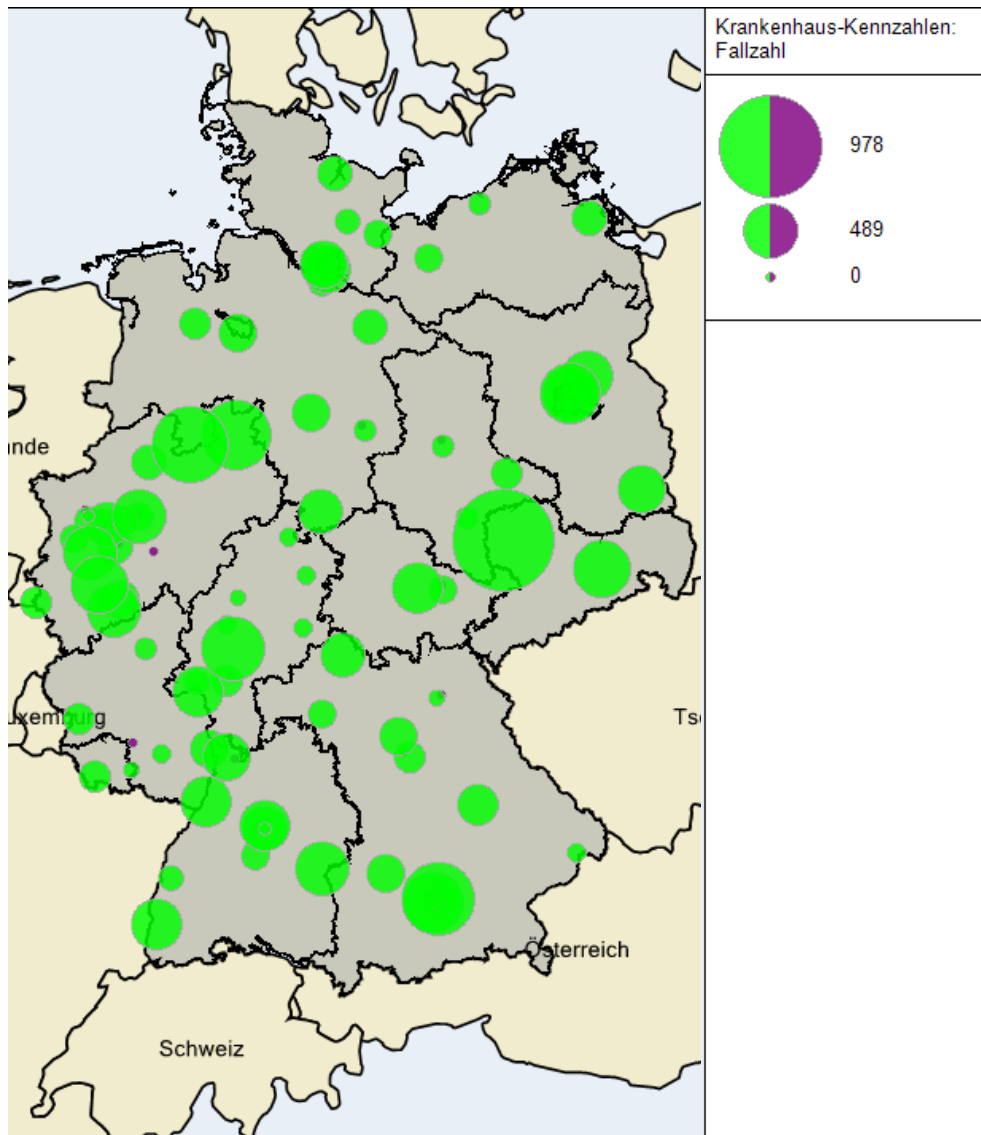 Krankenhaus-Kennzahlen:
Fallzahl
978
489
0
nde
uxemburg
Ts
Österreich
Schweiz